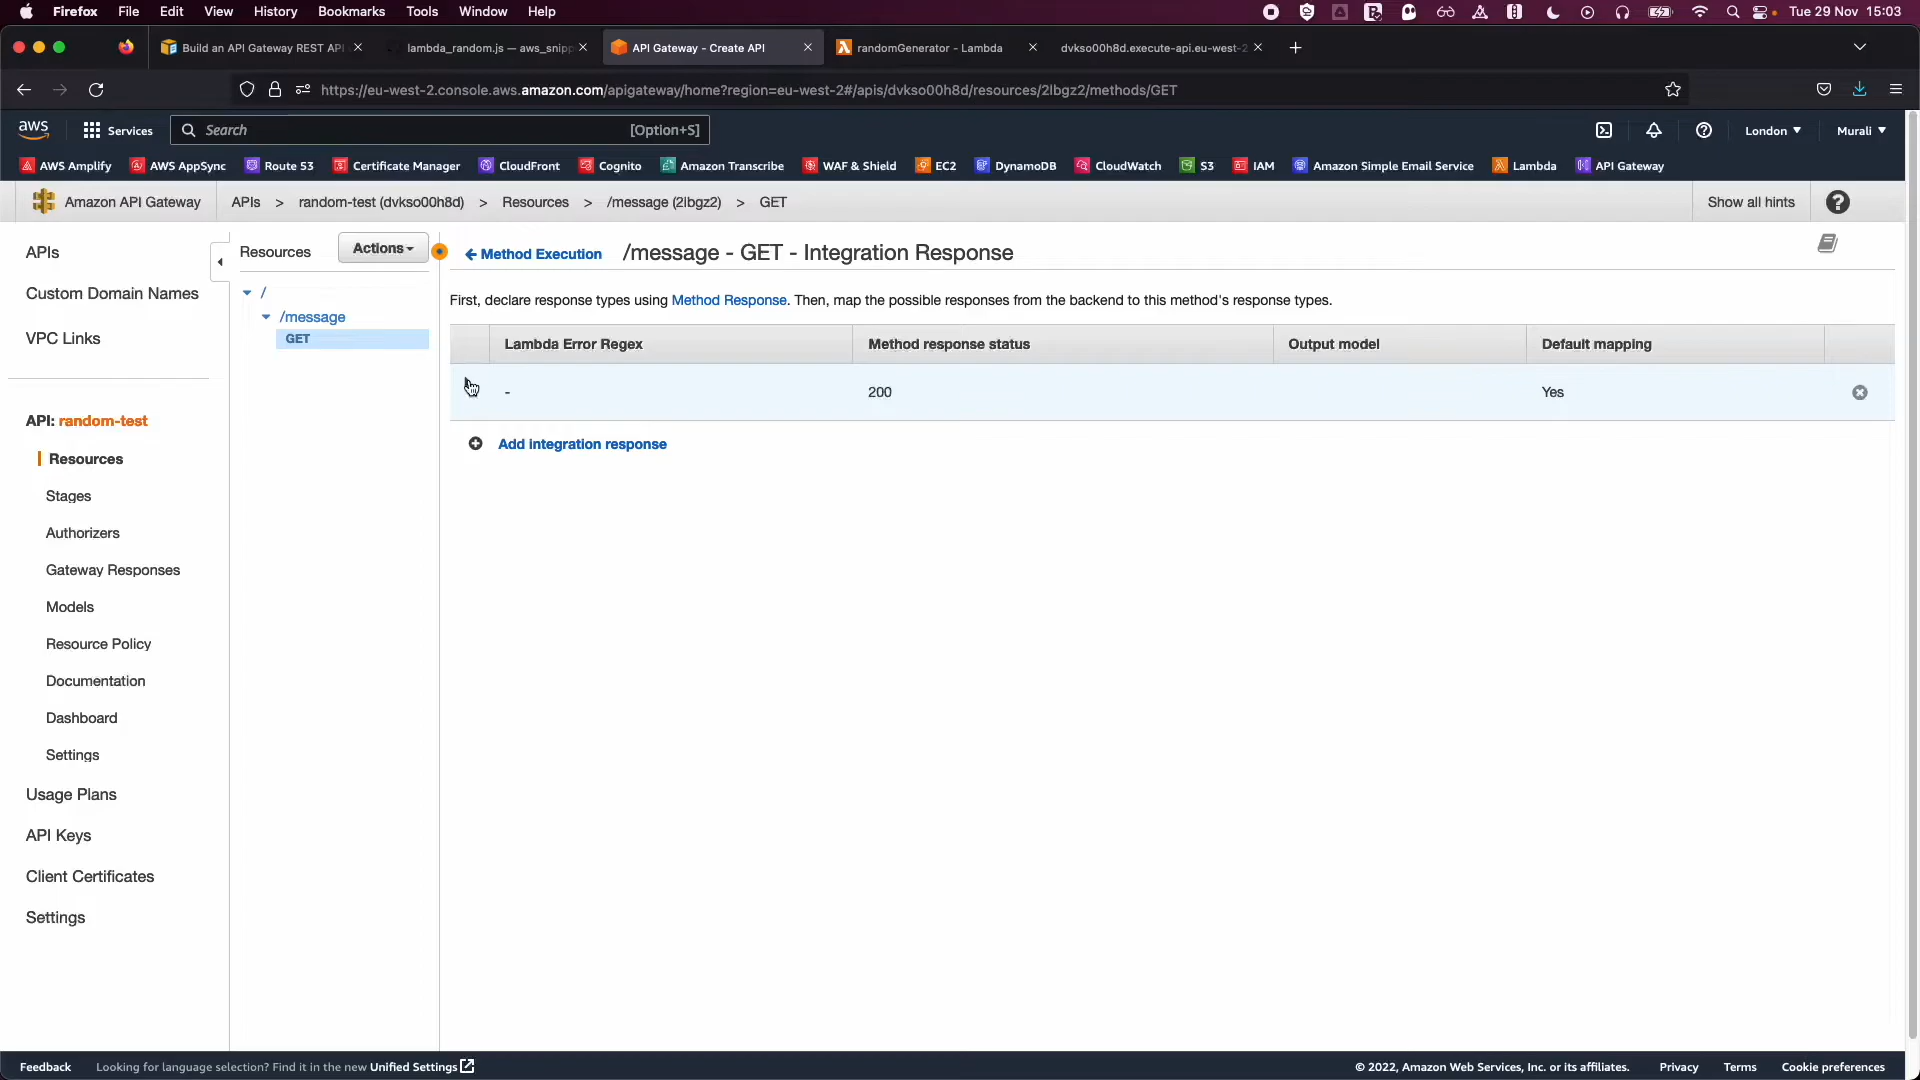 Firefox File Edit View History Bookmarks Tools Window Help Tue 29 Nov 15:03
Build an API Gateway REST API lambda_random.js — aws_snipp API Gateway - Create API randomGenerator - Lambda dvkso00h8d.execute-api.eu-west-2
https://eu-west-2.console.aws.amazon.com/apigateway/home?region=eu-west-2#/apis/dvkso00h8d/resources/2lbgz2/methods/GET
aws Services Search [Option+S] London Murali
AWS Amplify AWS AppSync Route 53 Certificate Manager CloudFront Cognito Amazon Transcribe WAF & Shield EC2 DynamoDB CloudWatch S3 IAM Amazon Simple Email Service Lambda API Gateway
Amazon API Gateway APIs > random-test (dvkso00h8d) > Resources > /message (2lbgz2) > GET Show all hints
APIs
Custom Domain Names
VPC Links
API: random-test
Resources
Stages
Authorizers
Gateway Responses
Models
Resource Policy
Documentation
Dashboard
Settings
Usage Plans
API Keys
Client Certificates
Settings
Resources Actions
/
/message
GET
Method Execution /message - GET - Integration Response
First, declare response types using Method Response. Then, map the possible responses from the backend to this method's response types.
Lambda Error Regex Method response status Output model Default mapping
- 200 Yes
Add integration response
Feedback Looking for language selection? Find it in the new Unified Settings © 2022, Amazon Web Services, Inc. or its affiliates. Privacy Terms Cookie preferences